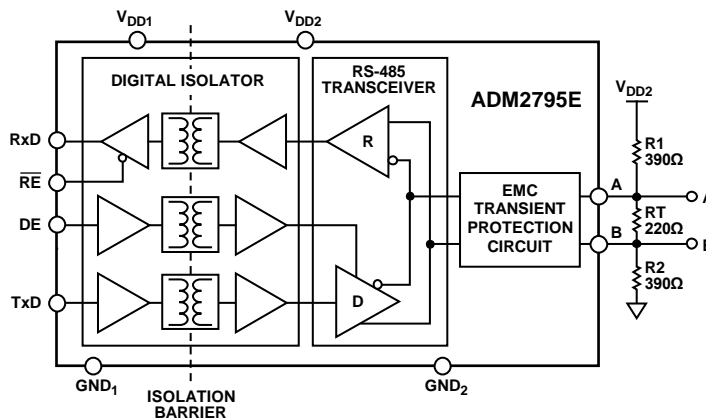 VDD1
VDD2
DIGITAL ISOLATOR
RS-485
TRANSCEIVER
ADM2795E
VDD2
RxD
R
R1
390Ω
RE
EMC
TRANSIENT
PROTECTION
CIRCUIT
A
DE
RT
220Ω
B
TxD
D
R2
390Ω
GND1
GND2
ISOLATION
BARRIER